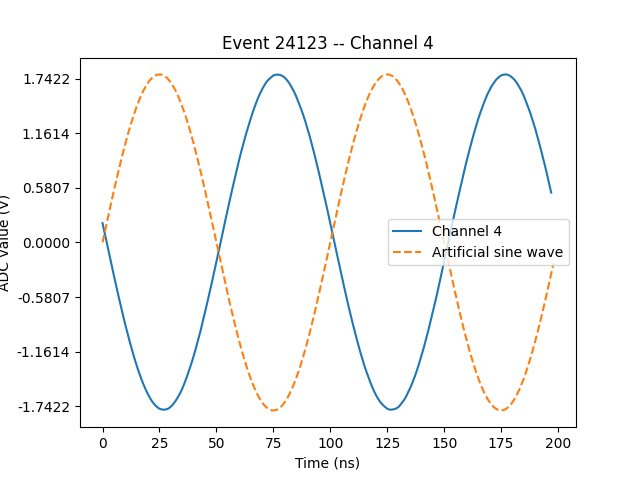 Event 24123 -- Channel 4
ADC Value (V)
1.7422
1.1614
0.5807
0.0000
-0.5807
-1.1614
-1.7422
Channel 4
Artificial sine wave
0 25 50 75 100 125 150 175 200
Time (ns)